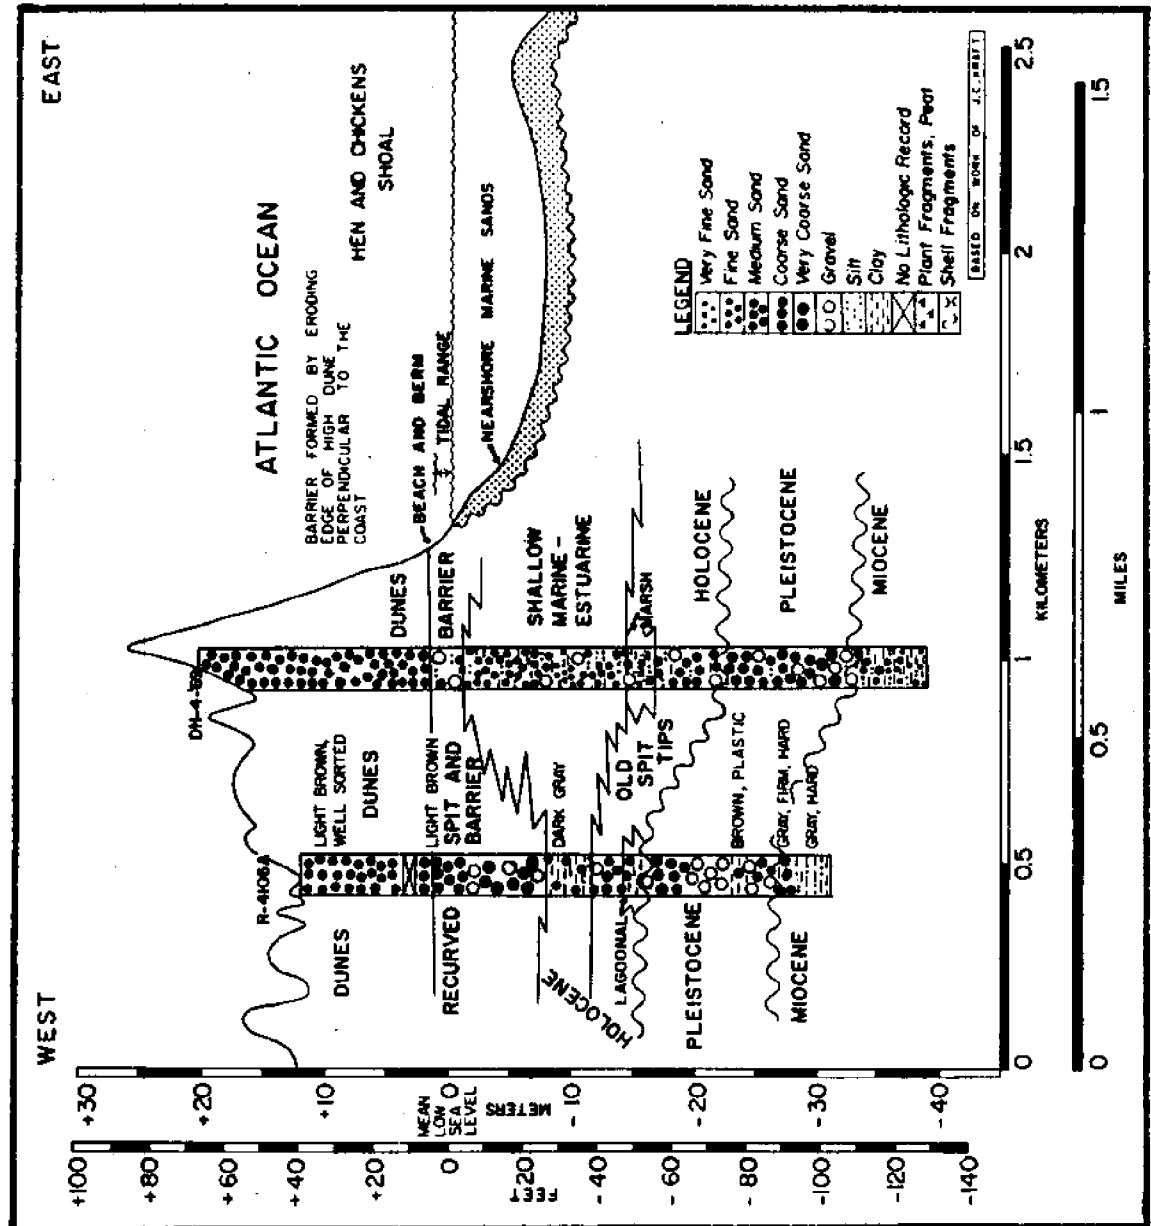 WEST
EAST
ATLANTIC OCEAN
BARRIER FORMED BY ERODING
EDGE OF HIGH DUNE
PERPENDICULAR TO THE
COAST
HEN AND CHICKENS
SHOAL
DH-4-69
R-4106A
BEACH AND BERM
TIDAL RANGE
NEARSHORE MARINE SANDS
DUNES
LIGHT BROWN,
WELL SORTED
DUNES
DUNES
RECURVED
LIGHT BROWN
SPIT AND
BARRIER
BARRIER
DARK GRAY
SHALLOW
MARINE-
ESTUARINE
HOLOCENE
LAGOONAL
OLD
SPIT
TIPS
MARSH
HOLOCENE
PLEISTOCENE
BROWN, PLASTIC
PLEISTOCENE
GRAY, FIRM, HARD
GRAY, HARD
MIOCENE
MIOCENE
LEGEND
Very Fine Sand
Fine Sand
Medium Sand
Coarse Sand
Very Coarse Sand
Gravel
Silt
Clay
No Lithologic Record
Plant Fragments, Peat
Shell Fragments
BASED ON WORK OF J.C. KRAFT
+30
+20
+10
0
-10
-20
-30
-40
METERS
MEAN
LOW
SEA
LEVEL
+100
+80
+60
+40
+20
0
-20
-40
-60
-80
-100
-120
-140
FEET
0
0.5
1
1.5
2
2.5
KILOMETERS
0
0.5
1
1.5
MILES